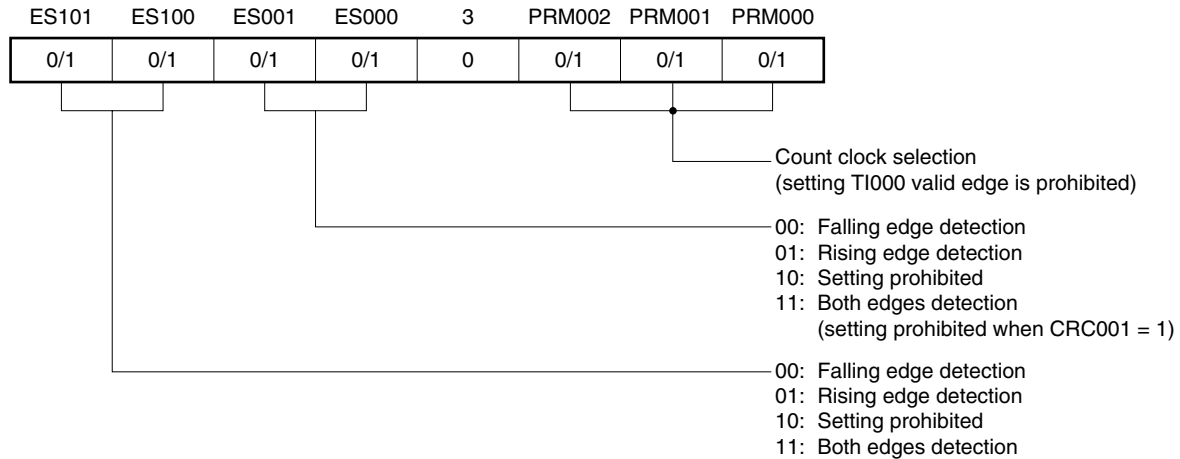 ES101 ES100 ES001 ES000 3 PRM002 PRM001 PRM000
0/1 0/1 0/1 0/1 0 0/1 0/1 0/1
Count clock selection
(setting TI000 valid edge is prohibited)
00: Falling edge detection
01: Rising edge detection
10: Setting prohibited
11: Both edges detection
(setting prohibited when CRC001 = 1)
00: Falling edge detection
01: Rising edge detection
10: Setting prohibited
11: Both edges detection